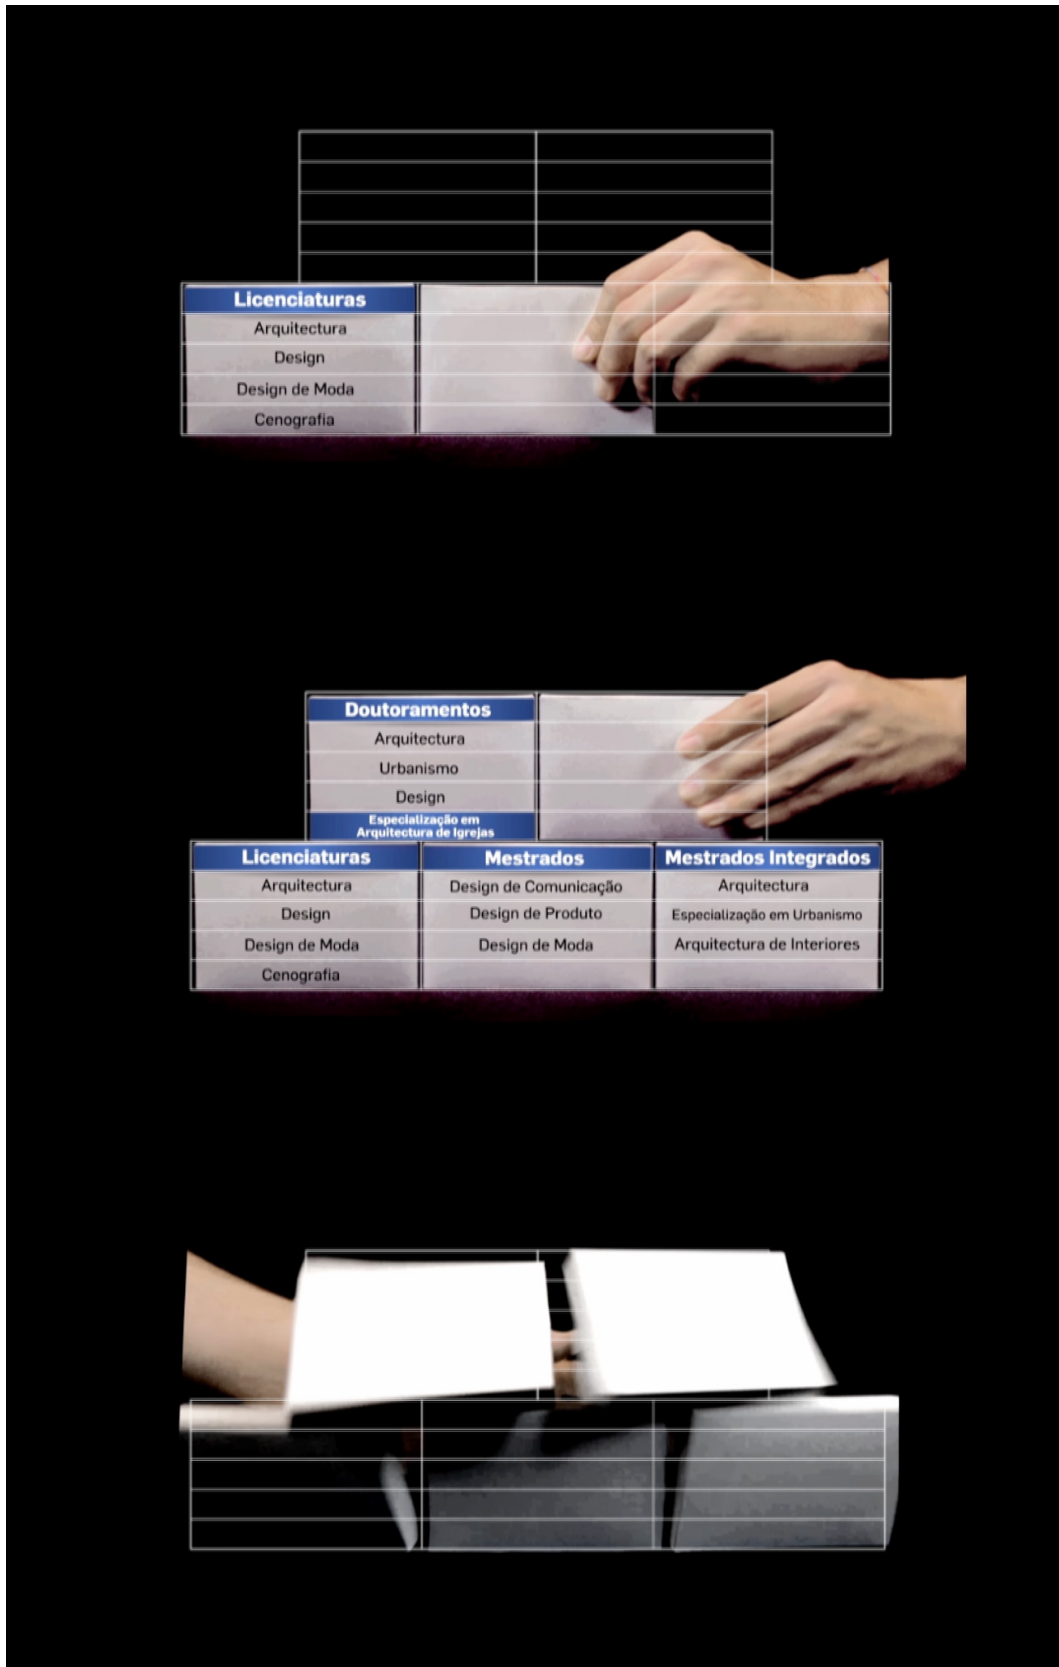 Licenciaturas
Arquitectura
Design
Design de Moda
Cenografia
Doutoramentos
Arquitectura
Urbanismo
Design
Especialização em
Arquitectura de Igrejas
Licenciaturas
Arquitectura
Design
Design de Moda
Cenografia
Mestrados
Design de Comunicação
Design de Produto
Design de Moda
Mestrados Integrados
Arquitectura
Especialização em Urbanismo
Arquitectura de Interiores